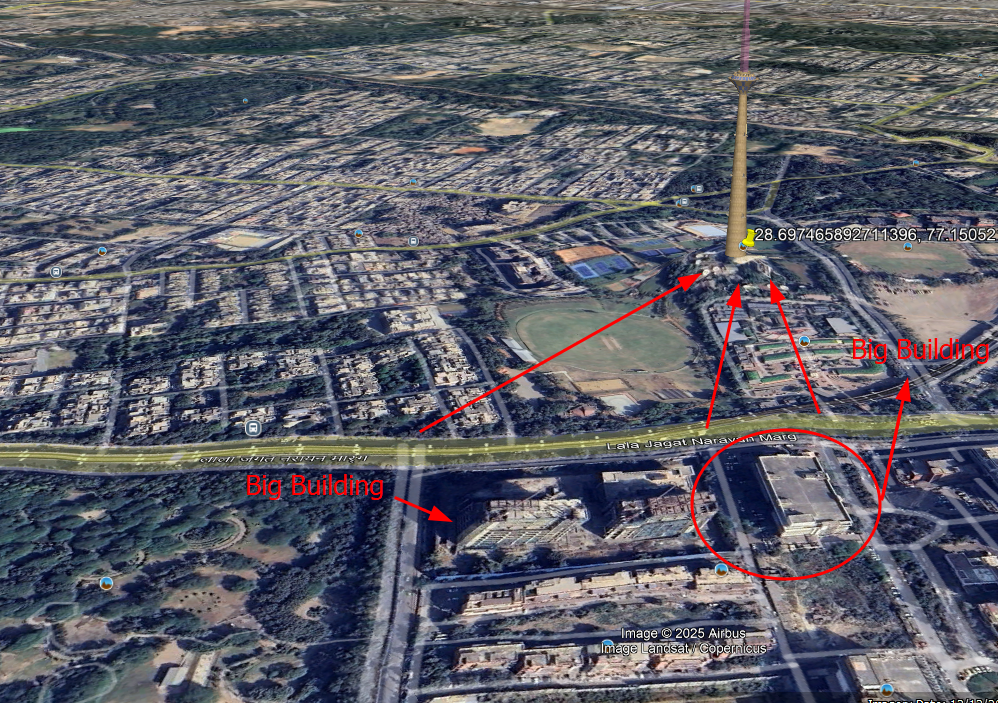 28.697465892711396, 77.15052
Big Building
Lala Jagat Narayan Marg
लाला जगत नारायण मार्ग
Big Building
Image © 2025 Airbus
Image Landsat / Copernicus